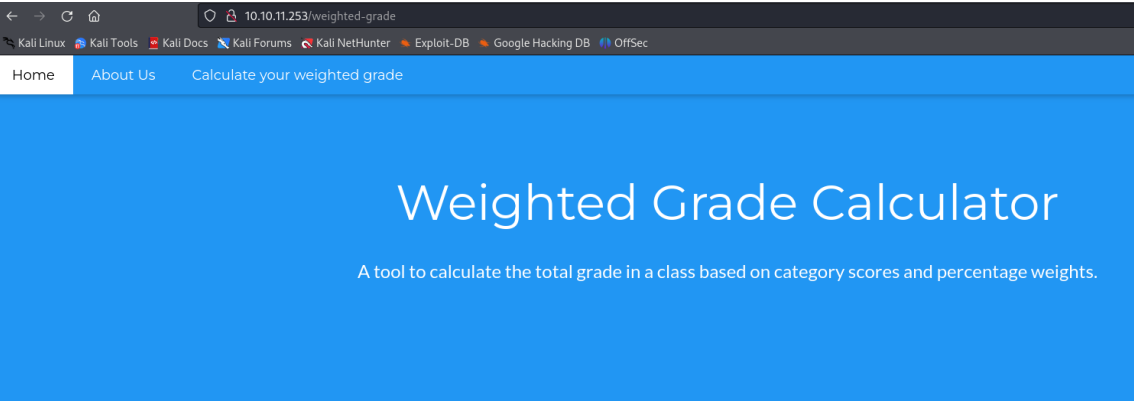 10.10.11.253/weighted-grade
Kali Linux Kali Tools Kali Docs Kali Forums Kali NetHunter Exploit-DB Google Hacking DB OffSec
Home About Us Calculate your weighted grade
Weighted Grade Calculator
A tool to calculate the total grade in a class based on category scores and percentage weights.